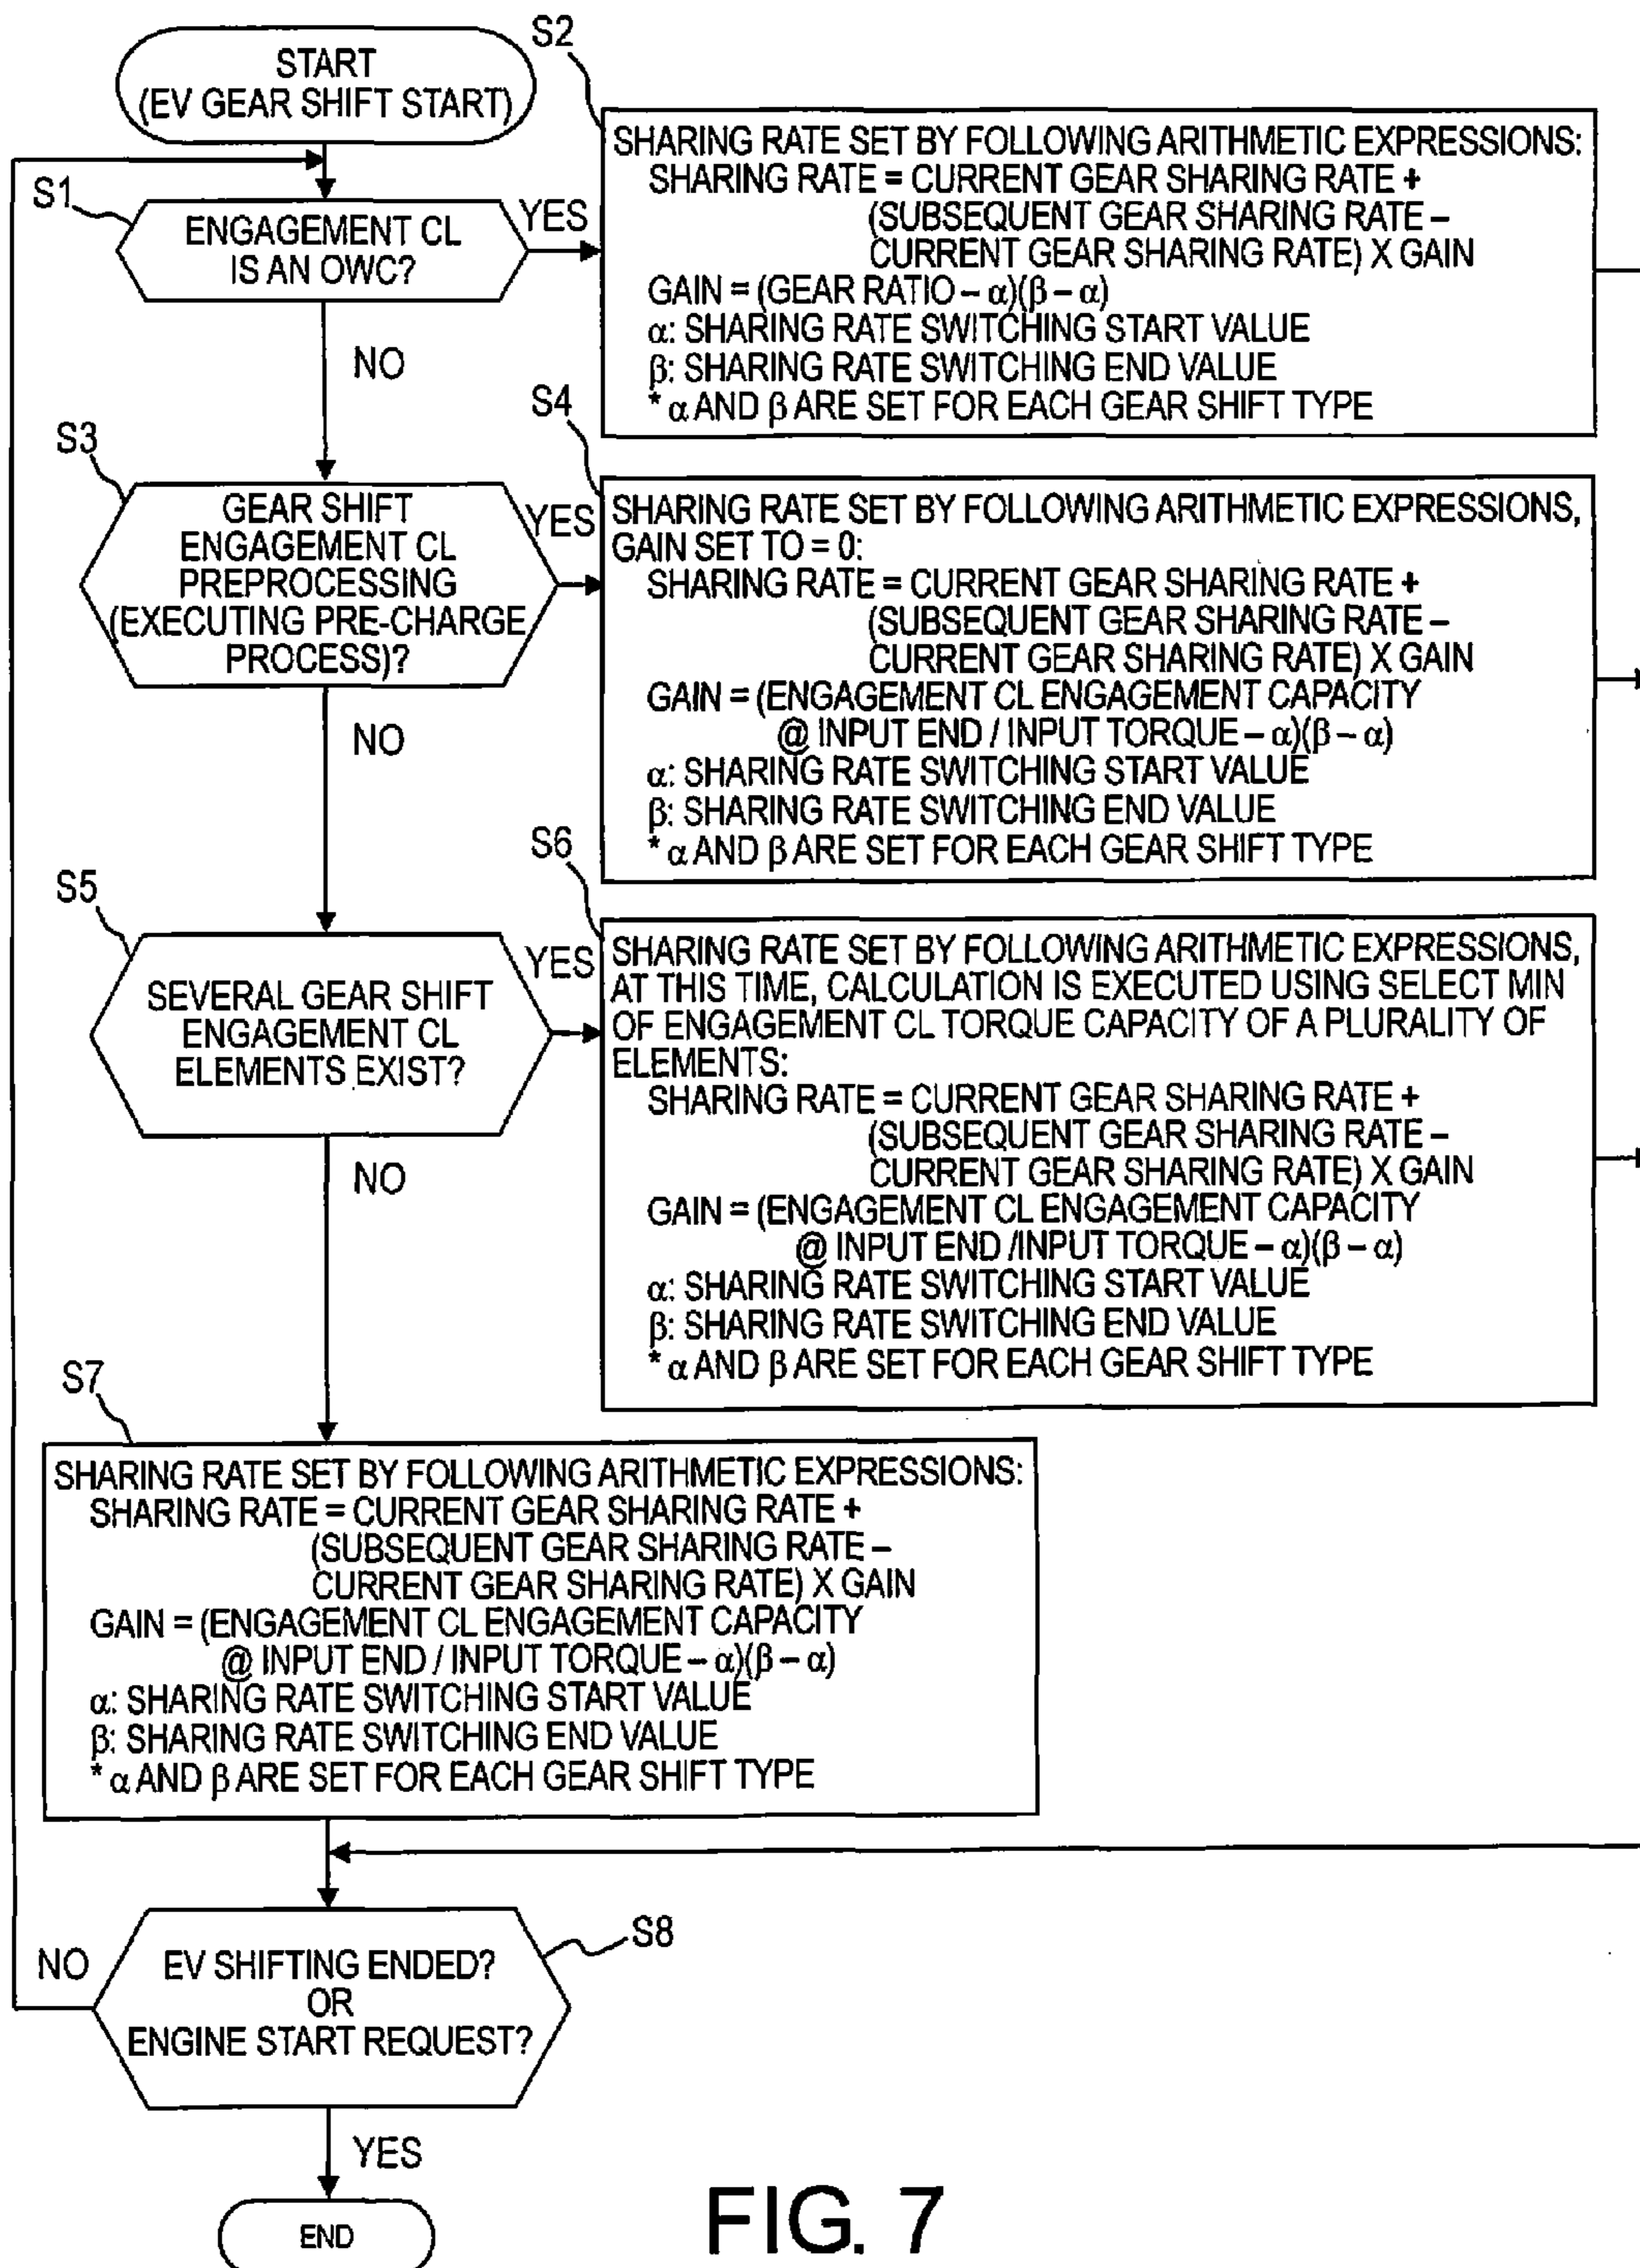 START
(EV GEAR SHIFT START)
S1
ENGAGEMENT CL
IS AN OWC?
YES
NO
S2
SHARING RATE SET BY FOLLOWING ARITHMETIC EXPRESSIONS:
SHARING RATE = CURRENT GEAR SHARING RATE +
(SUBSEQUENT GEAR SHARING RATE –
CURRENT GEAR SHARING RATE) X GAIN
GAIN = (GEAR RATIO – α)(β – α)
α: SHARING RATE SWITCHING START VALUE
β: SHARING RATE SWITCHING END VALUE
* α AND β ARE SET FOR EACH GEAR SHIFT TYPE
S3
GEAR SHIFT
ENGAGEMENT CL
PREPROCESSING
(EXECUTING PRE-CHARGE
PROCESS)?
YES
NO
S4
SHARING RATE SET BY FOLLOWING ARITHMETIC EXPRESSIONS,
GAIN SET TO = 0:
SHARING RATE = CURRENT GEAR SHARING RATE +
(SUBSEQUENT GEAR SHARING RATE –
CURRENT GEAR SHARING RATE) X GAIN
GAIN = (ENGAGEMENT CL ENGAGEMENT CAPACITY
@ INPUT END / INPUT TORQUE – α)(β – α)
α: SHARING RATE SWITCHING START VALUE
β: SHARING RATE SWITCHING END VALUE
* α AND β ARE SET FOR EACH GEAR SHIFT TYPE
S5
SEVERAL GEAR SHIFT
ENGAGEMENT CL
ELEMENTS EXIST?
YES
NO
S6
SHARING RATE SET BY FOLLOWING ARITHMETIC EXPRESSIONS,
AT THIS TIME, CALCULATION IS EXECUTED USING SELECT MIN
OF ENGAGEMENT CL TORQUE CAPACITY OF A PLURALITY OF
ELEMENTS:
SHARING RATE = CURRENT GEAR SHARING RATE +
(SUBSEQUENT GEAR SHARING RATE –
CURRENT GEAR SHARING RATE) X GAIN
GAIN = (ENGAGEMENT CL ENGAGEMENT CAPACITY
@ INPUT END /INPUT TORQUE – α)(β – α)
α: SHARING RATE SWITCHING START VALUE
β: SHARING RATE SWITCHING END VALUE
* α AND β ARE SET FOR EACH GEAR SHIFT TYPE
S7
SHARING RATE SET BY FOLLOWING ARITHMETIC EXPRESSIONS:
SHARING RATE = CURRENT GEAR SHARING RATE +
(SUBSEQUENT GEAR SHARING RATE –
CURRENT GEAR SHARING RATE) X GAIN
GAIN = (ENGAGEMENT CL ENGAGEMENT CAPACITY
@ INPUT END / INPUT TORQUE – α)(β – α)
α: SHARING RATE SWITCHING START VALUE
β: SHARING RATE SWITCHING END VALUE
* α AND β ARE SET FOR EACH GEAR SHIFT TYPE
S8
NO
EV SHIFTING ENDED?
OR
ENGINE START REQUEST?
YES
END
FIG. 7